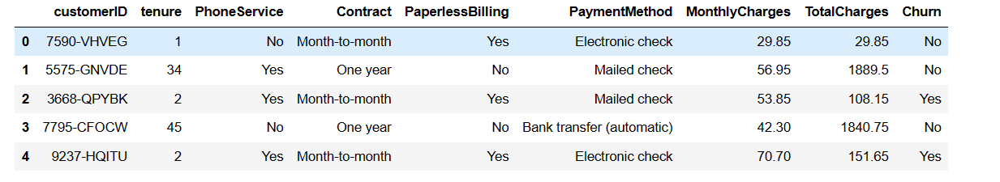 customerID tenure PhoneService Contract PaperlessBilling PaymentMethod MonthlyCharges TotalCharges Churn
0 7590-VHVEG 1 No Month-to-month Yes Electronic check 29.85 29.85 No
1 5575-GNVDE 34 Yes One year No Mailed check 56.95 1889.5 No
2 3668-QPYBK 2 Yes Month-to-month Yes Mailed check 53.85 108.15 Yes
3 7795-CFOCW 45 No One year No Bank transfer (automatic) 42.30 1840.75 No
4 9237-HQITU 2 Yes Month-to-month Yes Electronic check 70.70 151.65 Yes